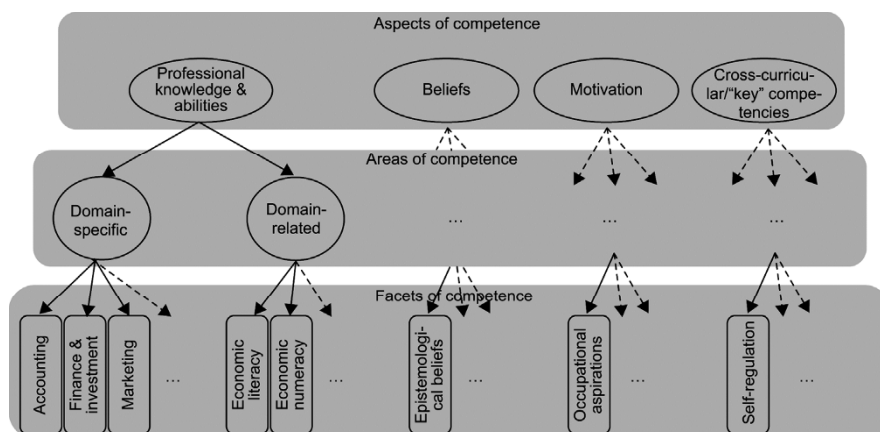 Aspects of competence
Professional
knowledge &
abilities
Beliefs
Motivation
Cross-curricu-
lar/“key” compe-
tencies
Areas of competence
Domain-
specific
Domain-
related
...
...
...
Facets of competence
Accounting
Finance &
investment
Marketing
...
Economic
literacy
Economic
numeracy
...
Epistemologi-
cal beliefs
...
Occupational
aspirations
...
Self-regulation
...